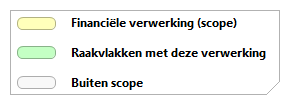 Financiële verwerking (scope)
Raakvlakken met deze verwerking
Buiten scope